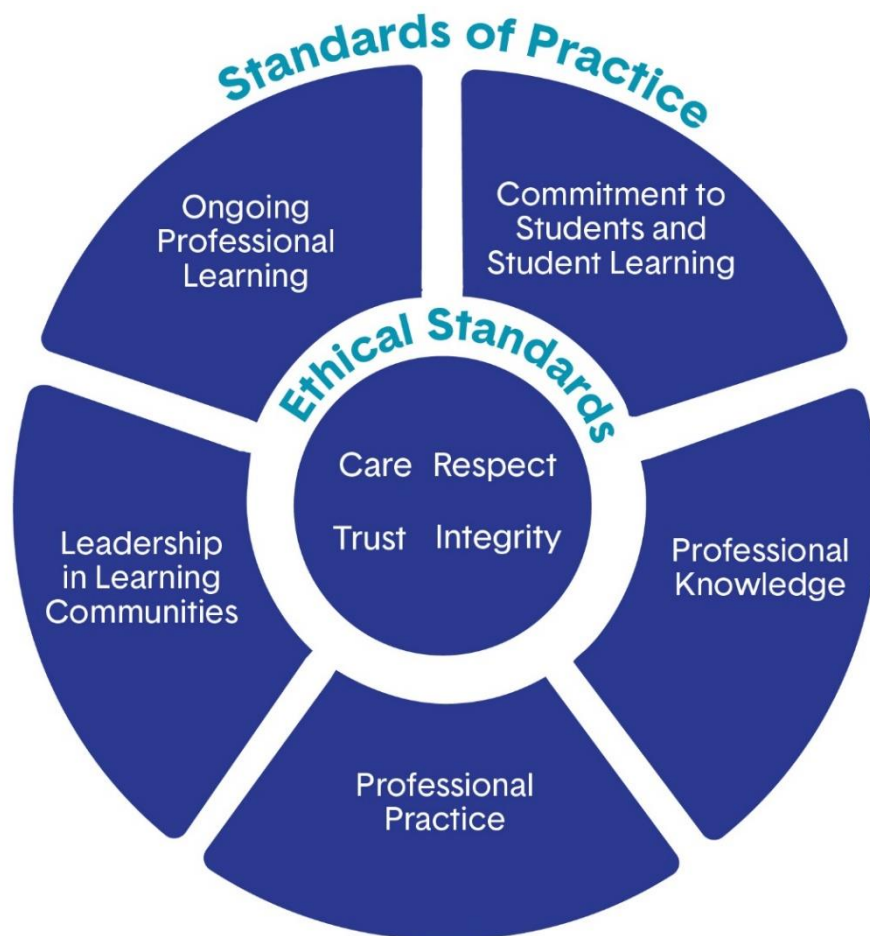 Standards of Practice
Ongoing
Professional
Learning
Commitment to
Students and
Student Learning
Ethical Standards
Care Respect
Trust Integrity
Leadership
in Learning
Communities
Professional
Knowledge
Professional
Practice